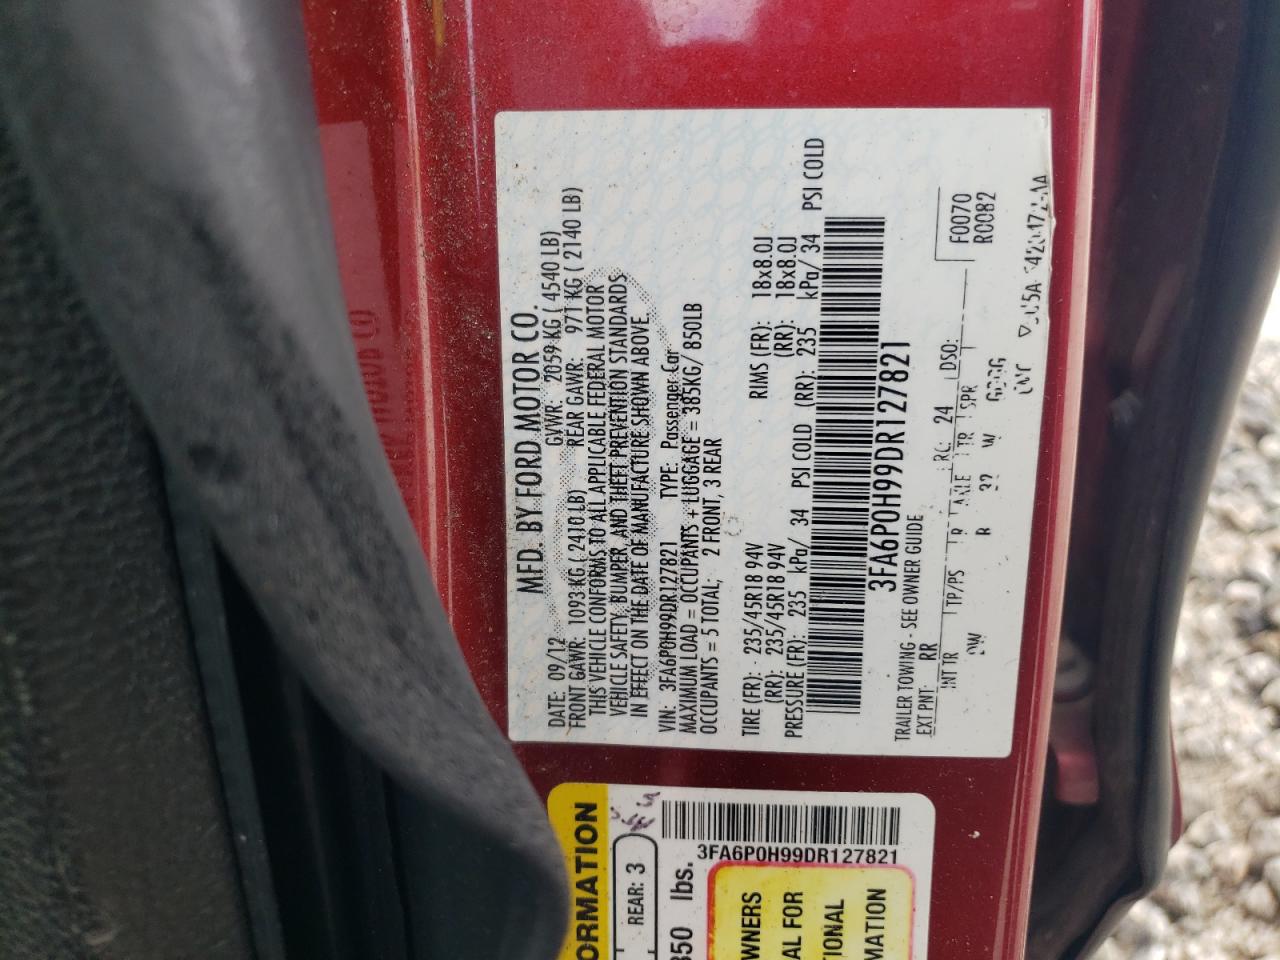 MFD. BY FORD MOTOR CO.
DATE: 09/12 GVWR: 2059 KG ( 4540 LB)
FRONT GAWR: 1093 KG ( 2410 LB) REAR GAWR: 971 KG ( 2140 LB)
THIS VEHICLE CONFORMS TO ALL APPLICABLE FEDERAL MOTOR
VEHICLE SAFETY, BUMPER, AND THEFT PREVENTION STANDARDS
IN EFFECT ON THE DATE OF MANUFACTURE SHOWN ABOVE.
VIN: 3FA6P0H99DR127821 TYPE: Passenger Car
MAXIMUM LOAD = OCCUPANTS + LUGGAGE = 385KG/ 850LB
OCCUPANTS = 5 TOTAL; 2 FRONT, 3 REAR
TIRE (FR): 235/45R18 94V RIMS (FR): 18x8.0J
(RR): 235/45R18 94V (RR): 18x8.0J
PRESSURE (FR): 235 kPa/ 34 PSI COLD (RR): 235 kPa/ 34 PSI COLD
3FA6P0H99DR127821
TRAILER TOWING - SEE OWNER GUIDE
F0070
EXT PNT: RR RC: 24 DSO: R0082
INT TR TP/PS R AXLE TR SPR
B W
ORMATION
REAR: 3
350 lbs.
3FA6P0H99DR127821
WNERS
AL FOR
TIONAL
MATION